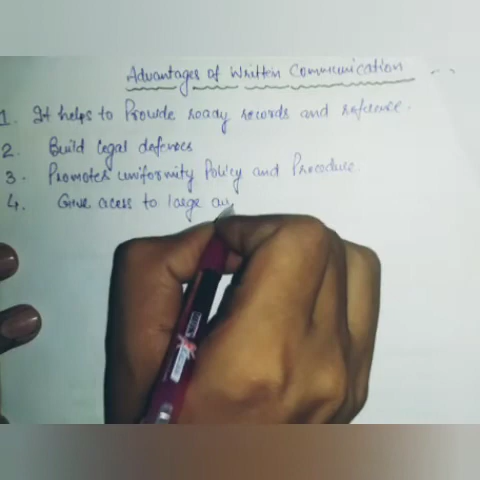 Advantages of Written Communication ...
1. It helps to Provide ready records and reference.
2. Build legal defences
3. Promotes uniformity Policy and Procedure.
4. Give acess to large au